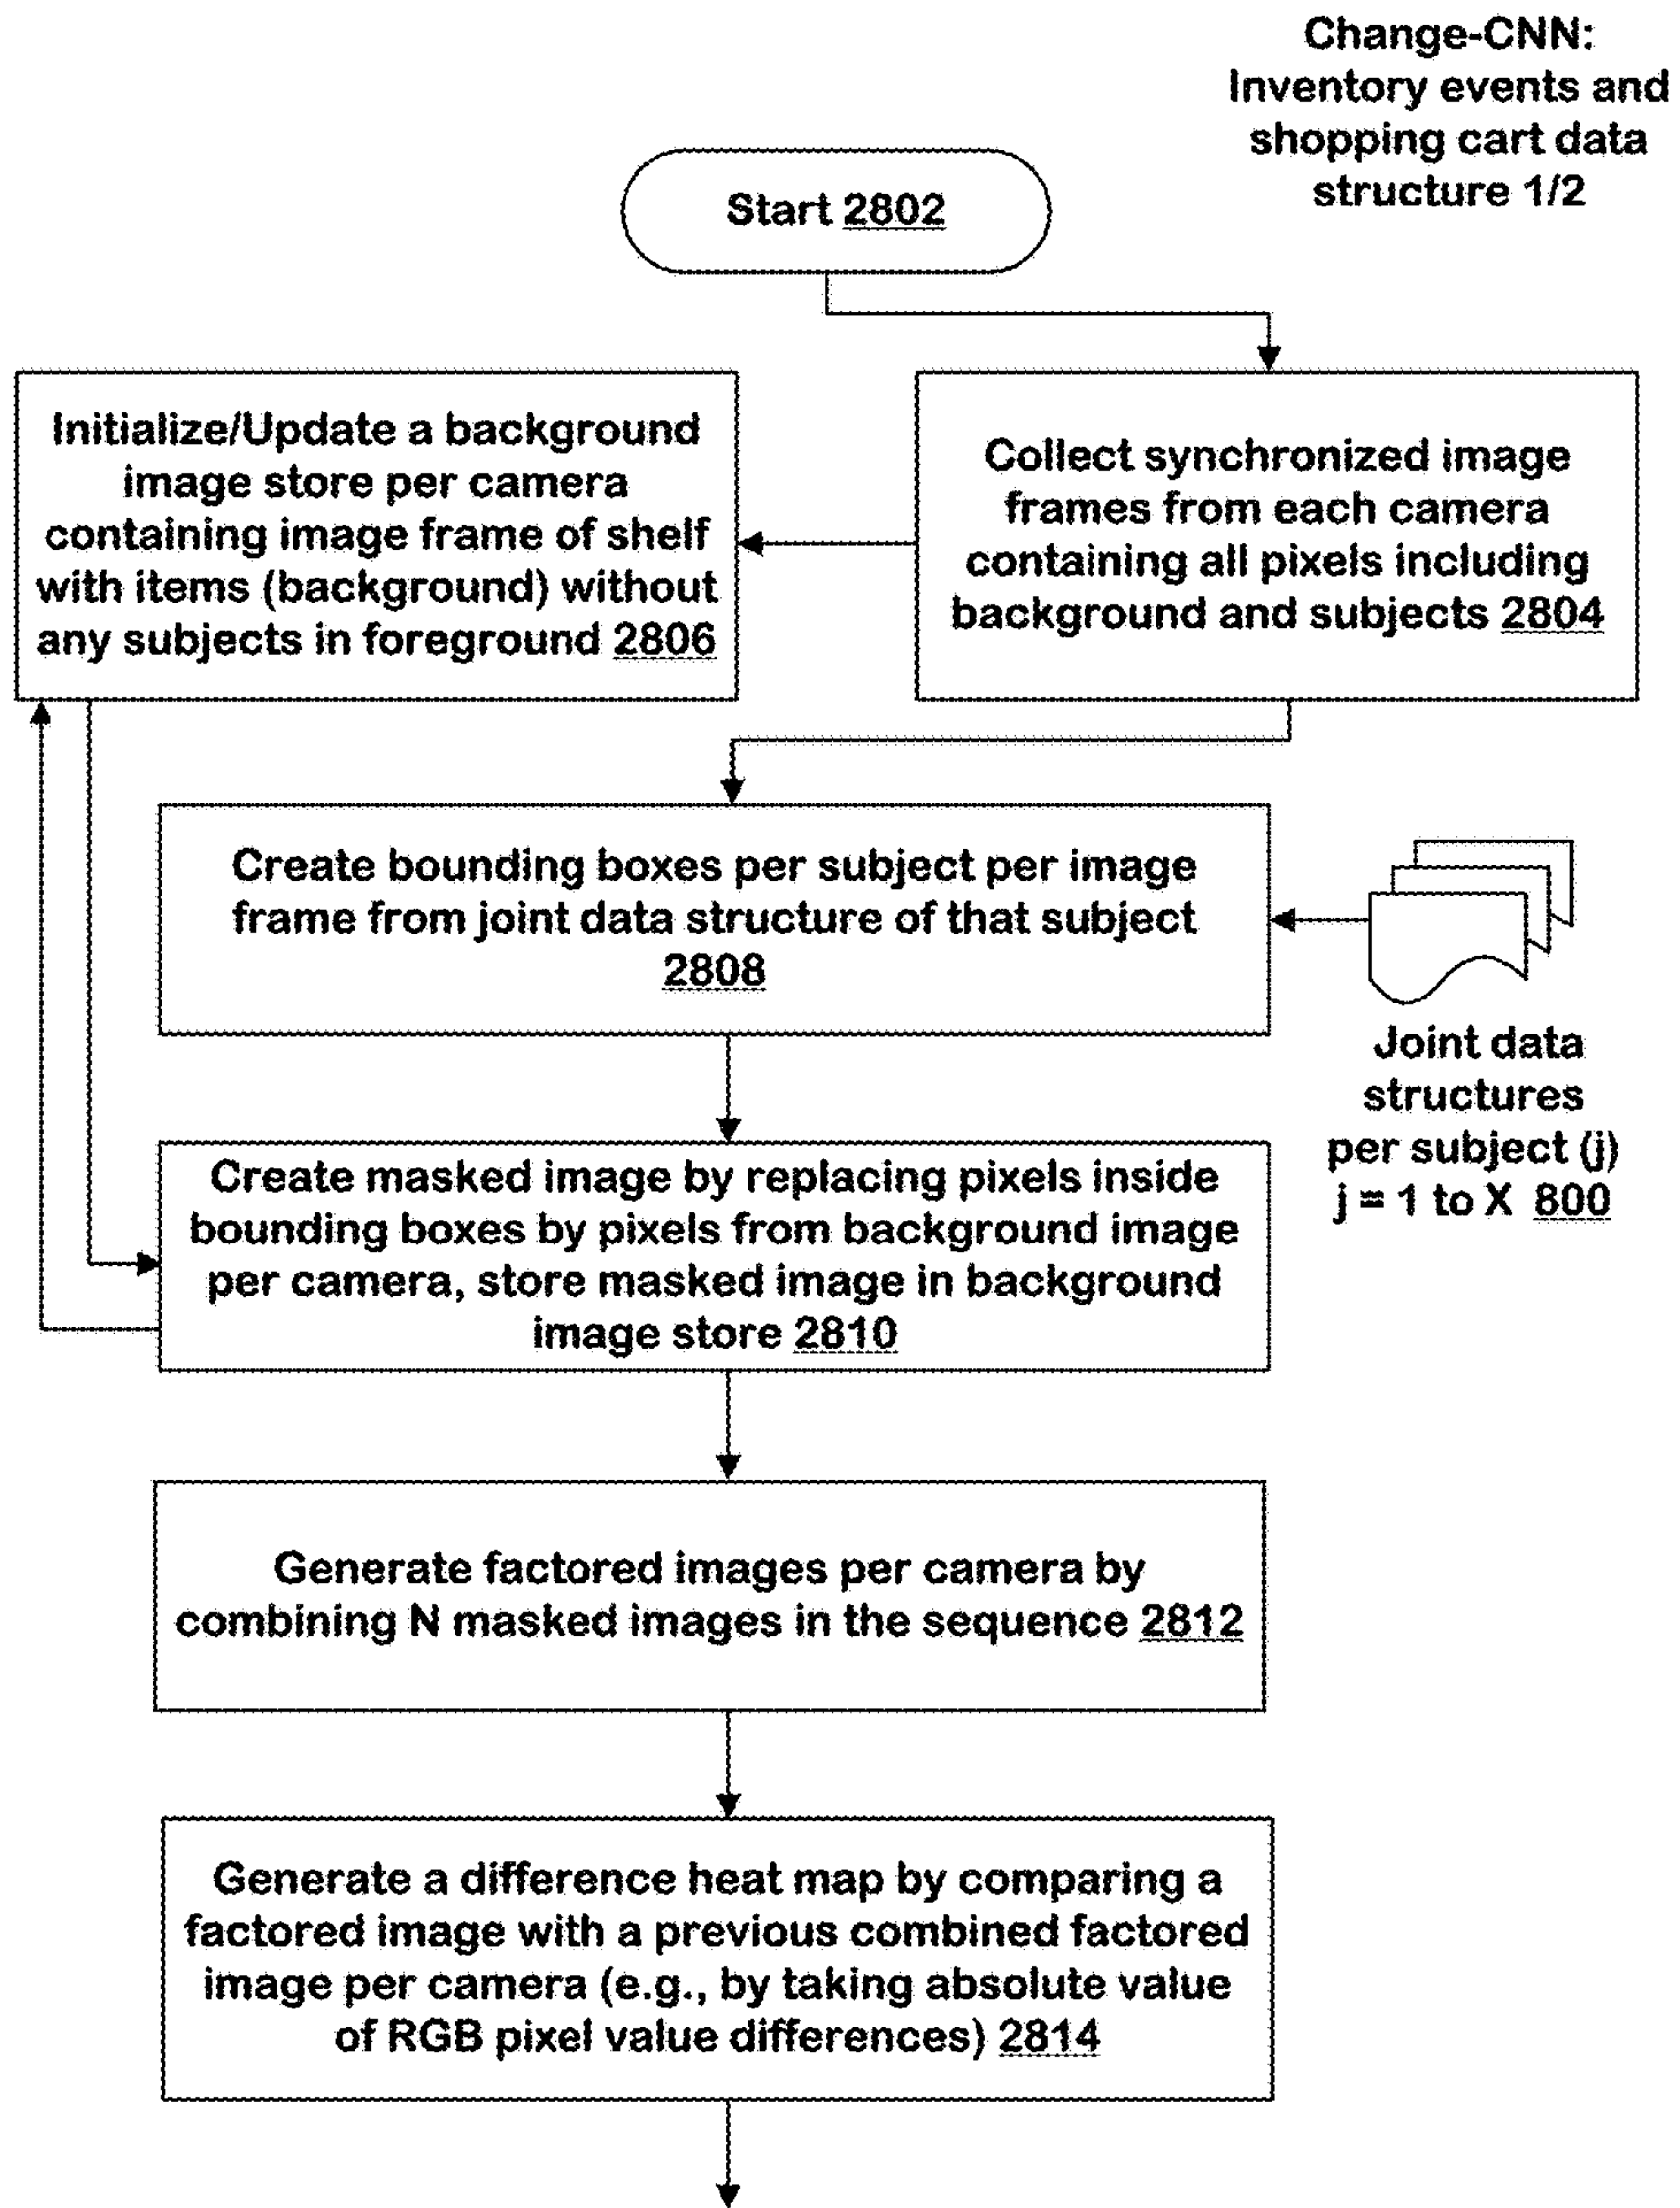 Change-CNN:
Inventory events and
shopping cart data
structure 1/2
Start 2802
Initialize/Update a background
image store per camera
containing image frame of shelf
with items (background) without
any subjects in foreground 2806
Collect synchronized image
frames from each camera
containing all pixels including
background and subjects 2804
Create bounding boxes per subject per image
frame from joint data structure of that subject
2808
Joint data
structures
per subject (j)
j = 1 to X 800
Create masked image by replacing pixels inside
bounding boxes by pixels from background image
per camera, store masked image in background
image store 2810
Generate factored images per camera by
combining N masked images in the sequence 2812
Generate a difference heat map by comparing a
factored image with a previous combined factored
image per camera (e.g., by taking absolute value
of RGB pixel value differences) 2814